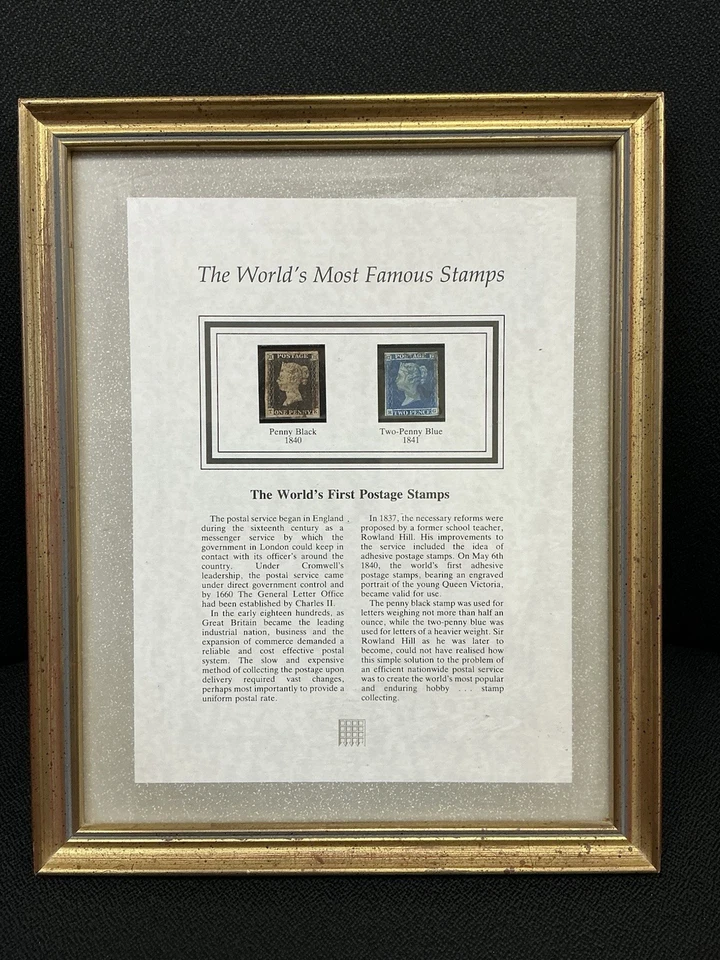 The World's Most Famous Stamps
POSTAGE
ONE PENNY
POSTAGE
TWO PENCE
Penny Black
1840
Two-Penny Blue
1841
The World's First Postage Stamps
The postal service began in England,
during the sixteenth century as a
messenger service by which the
government in London could keep in
contact with its officer's around the
country. Under Cromwell's
leadership, the postal service came
under direct government control and
by 1660 The General Letter Office
had been established by Charles II.
In the early eighteen hundreds, as
Great Britain became the leading
industrial nation, business and the
expansion of commerce demanded a
reliable and cost effective postal
system. The slow and expensive
method of collecting the postage upon
delivery required vast changes,
perhaps most importantly to provide a
uniform postal rate.
In 1837, the necessary reforms were
proposed by a former school teacher,
Rowland Hill. His improvements to
the service included the idea of
adhesive postage stamps. On May 6th
1840, the world's first adhesive
postage stamps, bearing an engraved
portrait of the young Queen Victoria,
became valid for use.
The penny black stamp was used for
letters weighing not more than half an
ounce, while the two-penny blue was
used for letters of a heavier weight. Sir
Rowland Hill as he was later to
become, could not have realised how
this simple solution to the problem of
an efficient nationwide postal service
was to create the world's most popular
and enduring hobby . . . stamp
collecting.